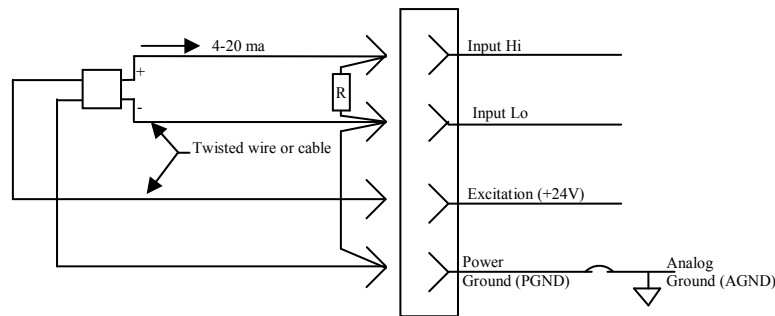 4-20 ma
Input Hi
+
R
-
Input Lo
Twisted wire or cable
Excitation (+24V)
Power
Ground (PGND)
Analog
Ground (AGND)